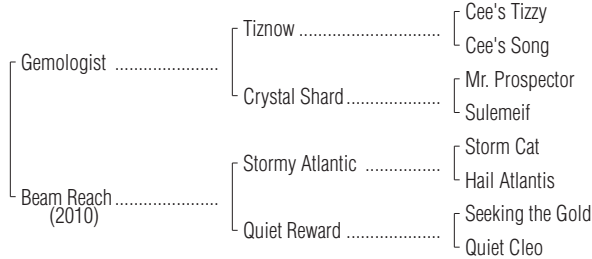 Cee's Tizzy
Tiznow ........................................
Cee's Song
Gemologist .............................
Mr. Prospector
Crystal Shard ...........................
Sulemeif
Storm Cat
Stormy Atlantic .....................
Hail Atlantis
Beam Reach .............................
(2010)
Seeking the Gold
Quiet Reward ..........................
Quiet Cleo